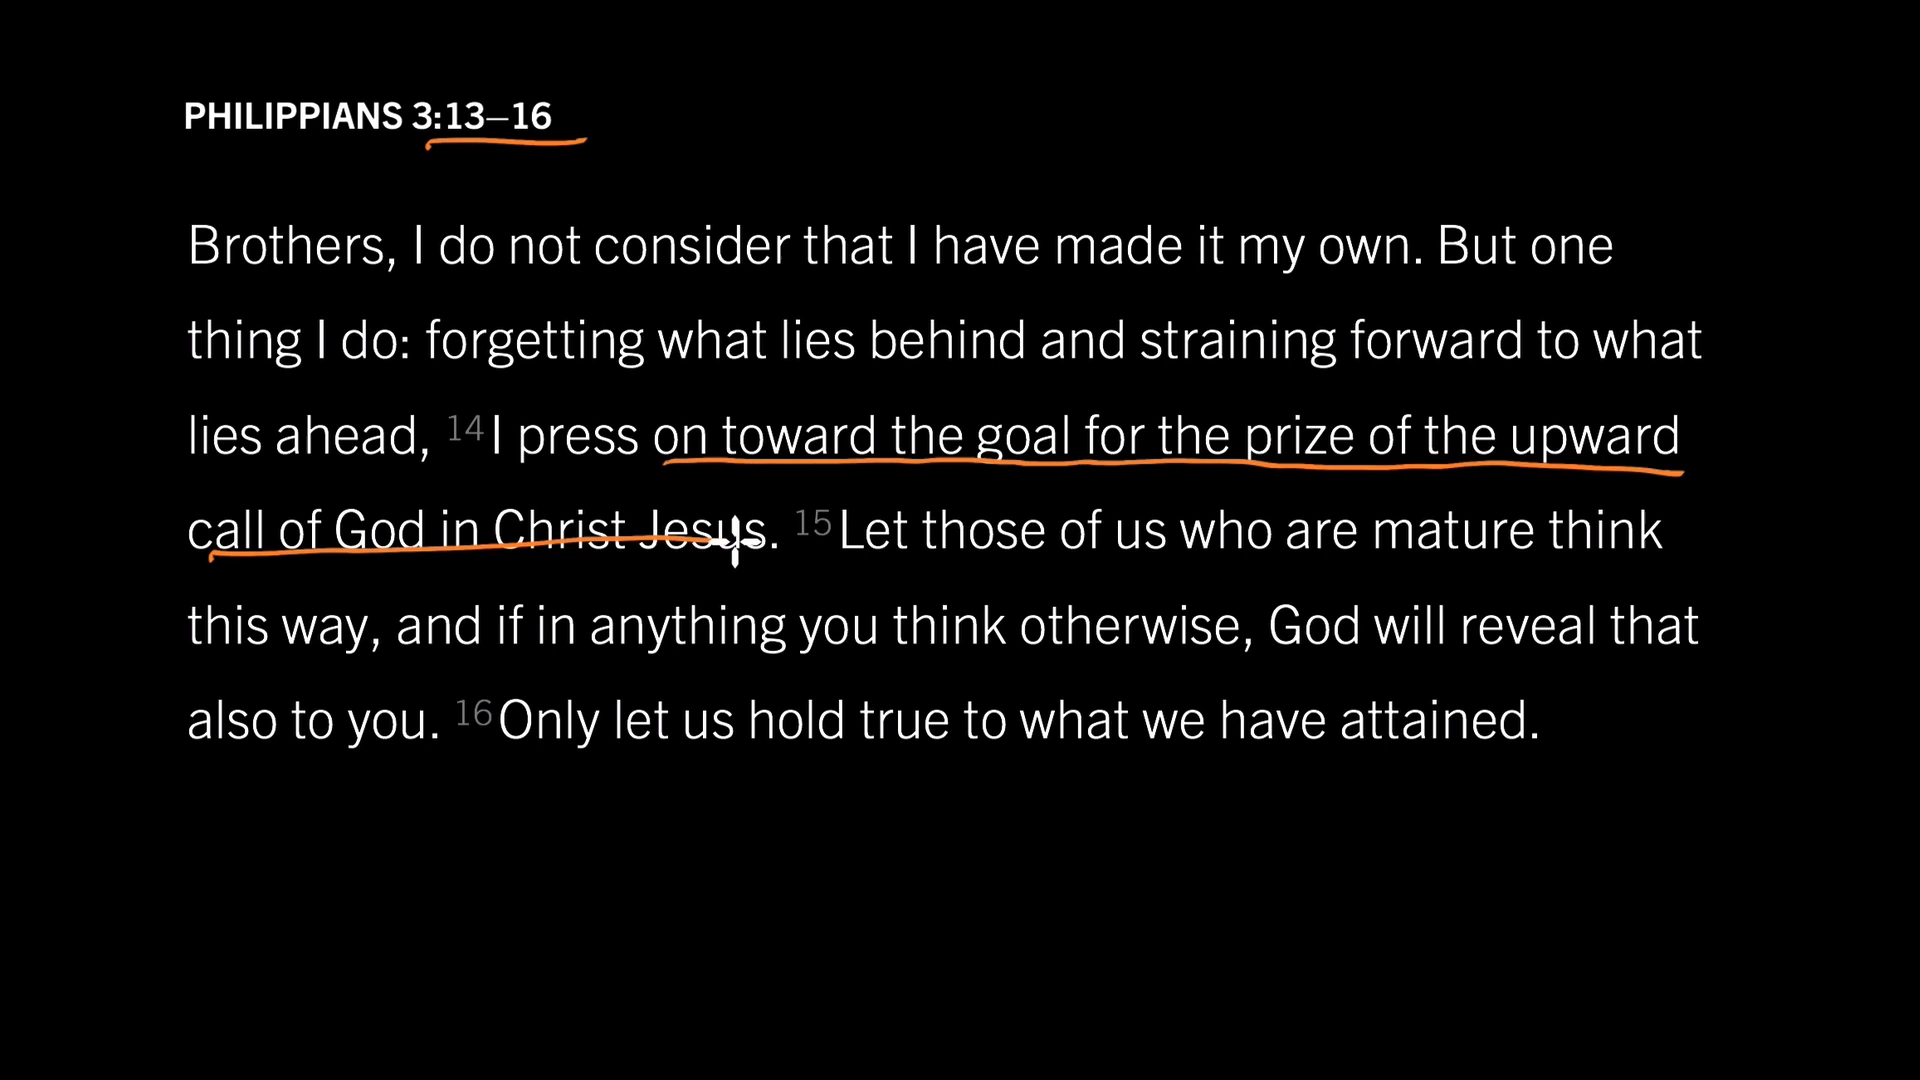 PHILIPPIANS 3:13–16
Brothers, I do not consider that I have made it my own. But one
thing I do: forgetting what lies behind and straining forward to what
lies ahead, 14 I press on toward the goal for the prize of the upward
call of God in Christ Jesus. 15 Let those of us who are mature think
this way, and if in anything you think otherwise, God will reveal that
also to you. 16 Only let us hold true to what we have attained.